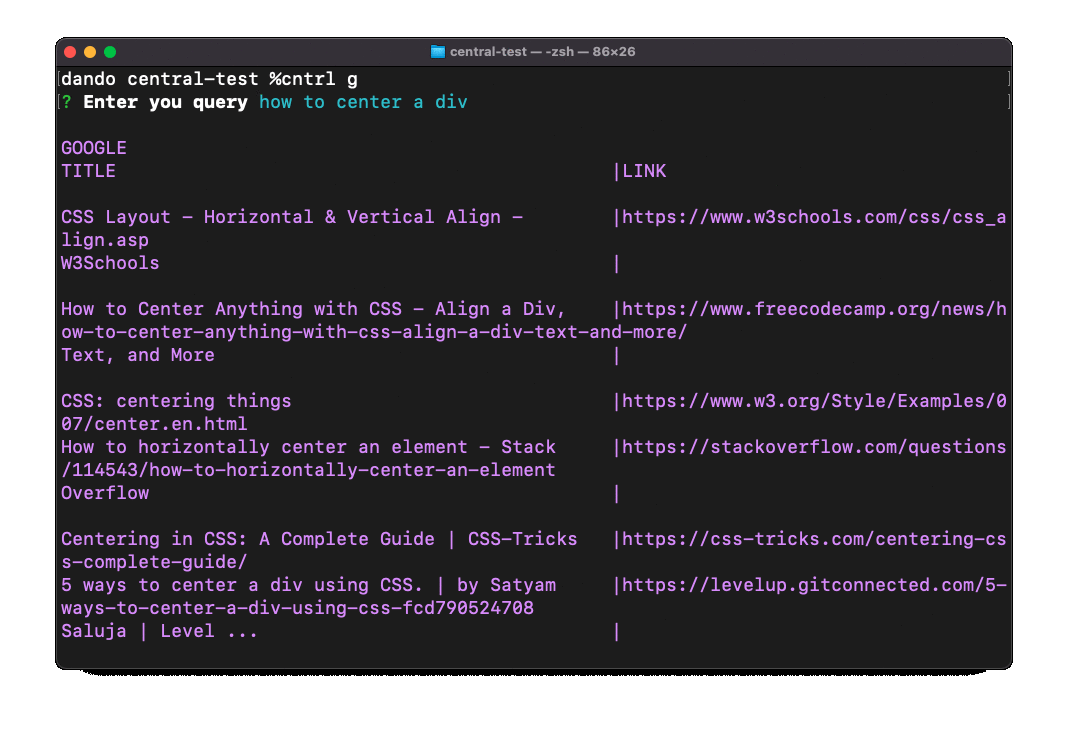 central-test — -zsh — 86×26
dando central-test %cntrl g
? Enter you query how to center a div
GOOGLE
TITLE |LINK
CSS Layout - Horizontal & Vertical Align - |https://www.w3schools.com/css/css_a
lign.asp
W3Schools |
How to Center Anything with CSS - Align a Div, |https://www.freecodecamp.org/news/h
ow-to-center-anything-with-css-align-a-div-text-and-more/
Text, and More |
CSS: centering things |https://www.w3.org/Style/Examples/0
07/center.en.html
How to horizontally center an element - Stack |https://stackoverflow.com/questions
/114543/how-to-horizontally-center-an-element
Overflow |
Centering in CSS: A Complete Guide | CSS-Tricks |https://css-tricks.com/centering-cs
s-complete-guide/
5 ways to center a div using CSS. | by Satyam |https://levelup.gitconnected.com/5-
ways-to-center-a-div-using-css-fcd790524708
Saluja | Level ... |